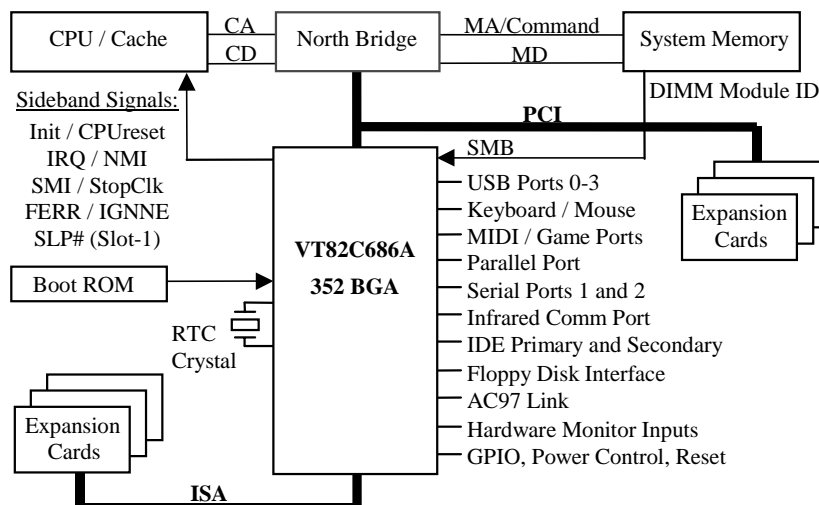 CPU / Cache
CA
CD
North Bridge
MA/Command
MD
System Memory
DIMM Module ID
Sideband Signals:
Init / CPUreset
IRQ / NMI
SMI / StopClk
FERR / IGNNE
SLP# (Slot-1)
PCI
SMB
Expansion
Cards
VT82C686A
352 BGA
USB Ports 0-3
Keyboard / Mouse
MIDI / Game Ports
Parallel Port
Serial Ports 1 and 2
Infrared Comm Port
IDE Primary and Secondary
Floppy Disk Interface
AC97 Link
Hardware Monitor Inputs
GPIO, Power Control, Reset
Boot ROM
RTC
Crystal
Expansion
Cards
ISA